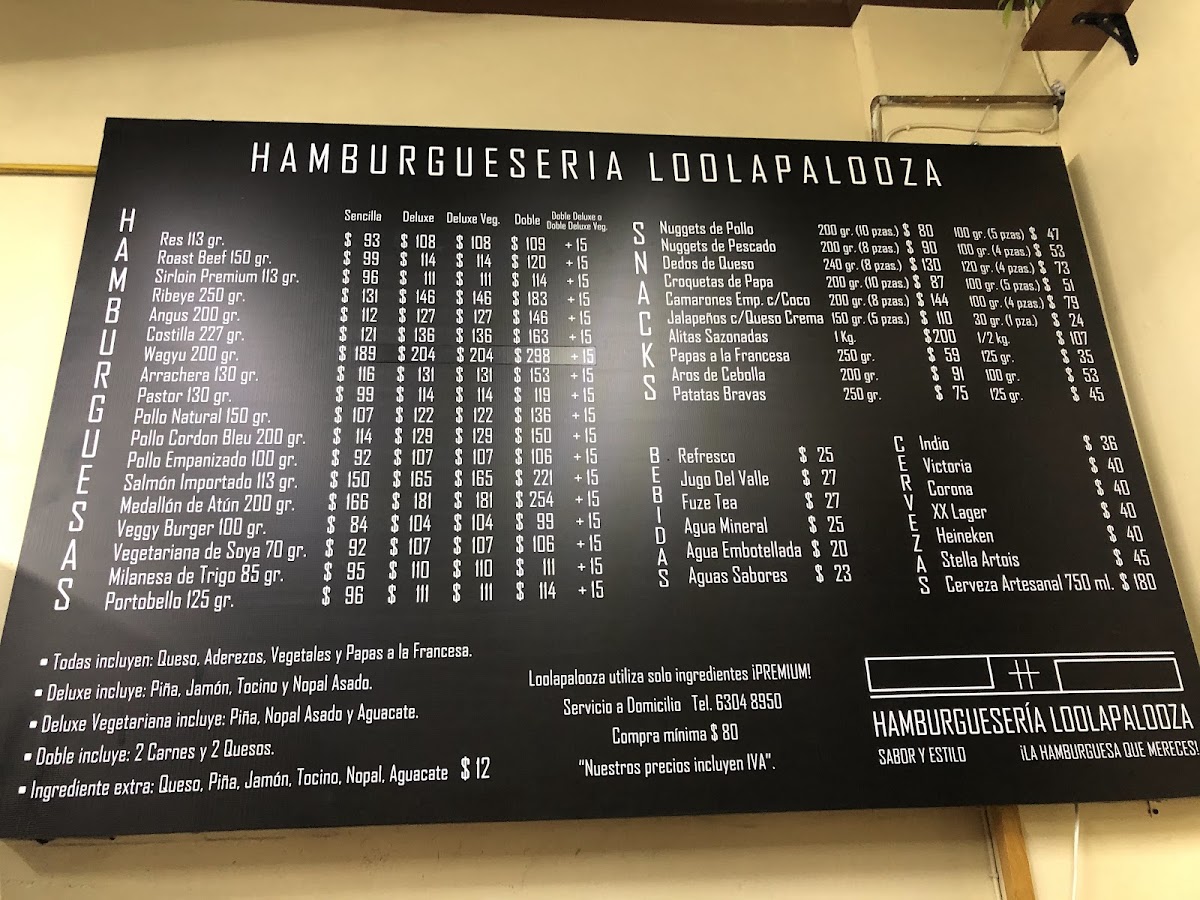 HAMBURGUESERIA LOOLAPALOOZA
HAMBURGUESAS
Sencilla Deluxe Deluxe Veg. Doble Doble Deluxe o Doble Deluxe Veg.
Res 113 gr. $ 93 $ 108 $ 108 $ 109 + 15
Roast Beef 150 gr. $ 99 $ 114 $ 114 $ 120 + 15
Sirloin Premium 113 gr. $ 96 $ 111 $ 111 $ 114 + 15
Ribeye 250 gr. $ 131 $ 146 $ 146 $ 183 + 15
Angus 200 gr. $ 112 $ 127 $ 127 $ 146 + 15
Costilla 227 gr. $ 121 $ 136 $ 136 $ 163 + 15
Wagyu 200 gr. $ 189 $ 204 $ 204 $ 298 + 15
Arrachera 130 gr. $ 116 $ 131 $ 131 $ 153 + 15
Pastor 130 gr. $ 99 $ 114 $ 114 $ 119 + 15
Pollo Natural 150 gr. $ 107 $ 122 $ 122 $ 136 + 15
Pollo Cordon Bleu 200 gr. $ 114 $ 129 $ 129 $ 150 + 15
Pollo Empanizado 100 gr. $ 92 $ 107 $ 107 $ 106 + 15
Salmón Importado 113 gr. $ 150 $ 165 $ 165 $ 221 + 15
Medallón de Atún 200 gr. $ 166 $ 181 $ 181 $ 254 + 15
Veggy Burger 100 gr. $ 84 $ 104 $ 104 $ 99 + 15
Vegetariana de Soya 70 gr. $ 92 $ 107 $ 107 $ 106 + 15
Milanesa de Trigo 85 gr. $ 95 $ 110 $ 110 $ 111 + 15
Portobello 125 gr. $ 96 $ 111 $ 111 $ 114 + 15
SNACKS
Nuggets de Pollo 200 gr. (10 pzas.) $ 80 100 gr. (5 pzas) $ 47
Nuggets de Pescado 200 gr. (8 pzas.) $ 90 100 gr. (4 pzas.) $ 53
Dedos de Queso 240 gr. (8 pzas.) $ 130 120 gr. (4 pzas.) $ 73
Croquetas de Papa 200 gr. (10 pzas.) $ 87 100 gr. (5 pzas.) $ 51
Camarones Emp. c/Coco 200 gr. (8 pzas.) $ 144 100 gr. (4 pzas.) $ 79
Jalapeños c/Queso Crema 150 gr. (5 pzas.) $ 110 30 gr. (1 pza.) $ 24
Alitas Sazonadas 1 Kg. $200 1/2 kg. $ 107
Papas a la Francesa 250 gr. $ 59 125 gr. $ 35
Aros de Cebolla 200 gr. $ 91 100 gr. $ 53
Patatas Bravas 250 gr. $ 75 125 gr. $ 45
BEBIDAS
Refresco $ 25
Jugo Del Valle $ 27
Fuze Tea $ 27
Agua Mineral $ 25
Agua Embotellada $ 20
Aguas Sabores $ 23
CERVEZAS
Indio $ 36
Victoria $ 40
Corona $ 40
XX Lager $ 40
Heineken $ 40
Stella Artois $ 45
Cerveza Artesanal 750 ml. $ 180
• Todas incluyen: Queso, Aderezos, Vegetales y Papas a la Francesa.
• Deluxe incluye: Piña, Jamón, Tocino y Nopal Asado.
• Deluxe Vegetariana incluye: Piña, Nopal Asado y Aguacate.
• Doble incluye: 2 Carnes y 2 Quesos.
• Ingrediente extra: Queso, Piña, Jamón, Tocino, Nopal, Aguacate $ 12
Loolapalooza utiliza solo ingredientes ¡PREMIUM!
Servicio a Domicilio Tel. 6304 8950
Compra mínima $ 80
“Nuestros precios incluyen IVA”.
HAMBURGUESERÍA LOOLAPALOOZA
SABOR Y ESTILO ¡LA HAMBURGUESA QUE MERECES!